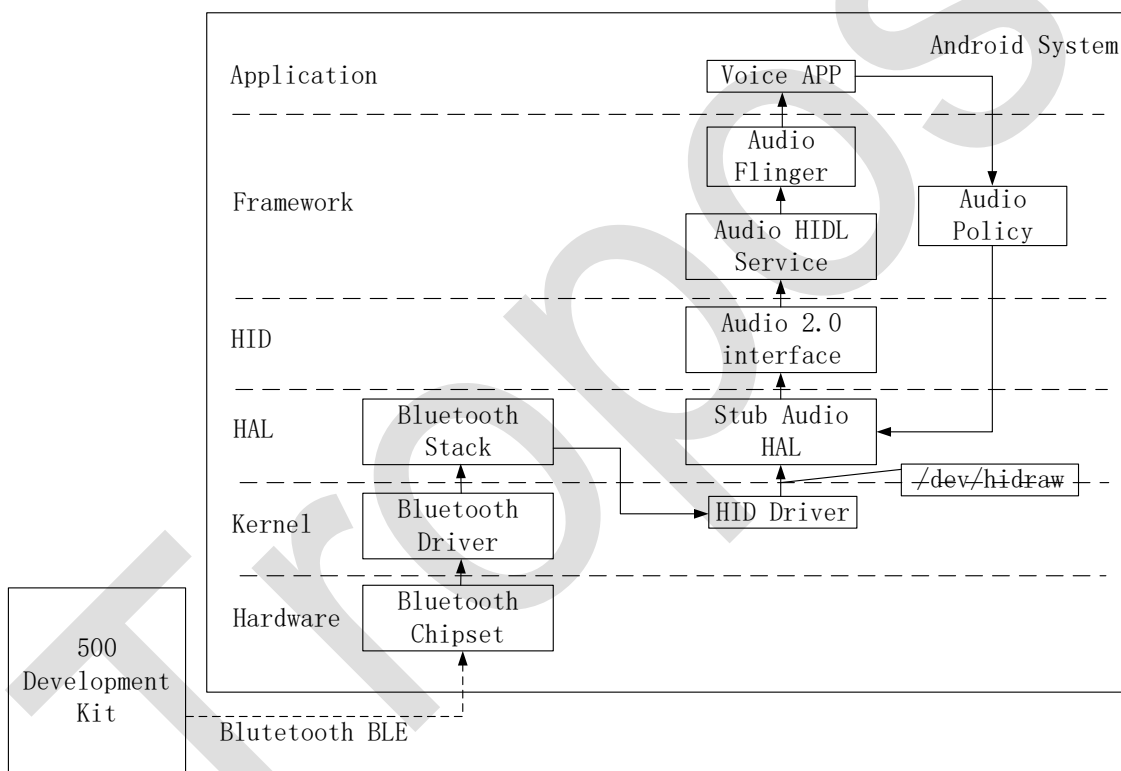 Android System
Application
Voice APP
Audio
Flinger
Framework
Audio
Policy
Audio HIDL
Service
HID
Audio 2.0
interface
HAL
Bluetooth
Stack
Stub Audio
HAL
/dev/hidraw
Kernel
Bluetooth
Driver
HID Driver
Hardware
Bluetooth
Chipset
500
Development
Kit
Blutetooth BLE
Tropos